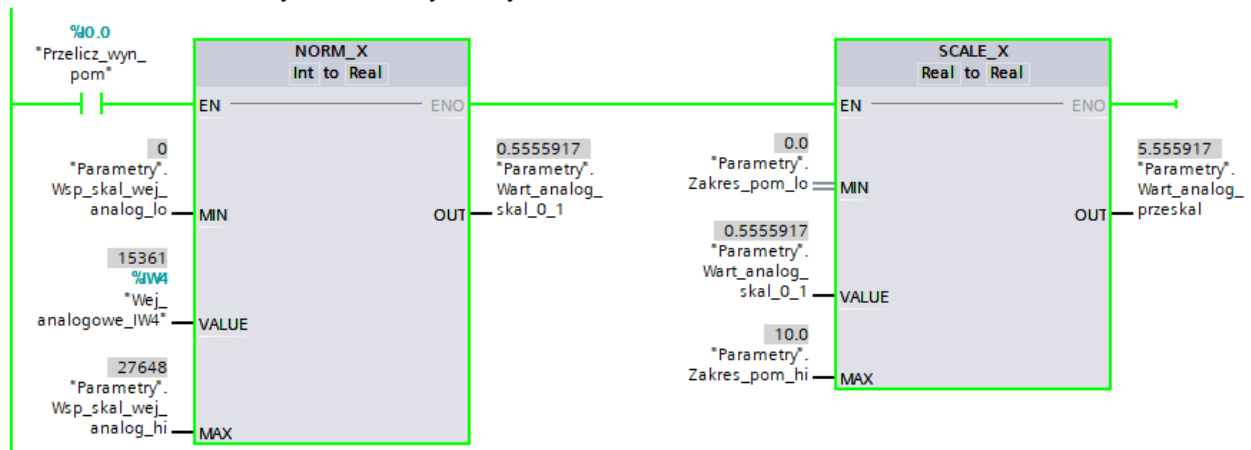 %I0.0
"Przelicz_wyn_
pom"
NORM_X
Int to Real
EN
ENO
0
"Parametry".
Wsp_skal_wej_
analog_lo
MIN
15361
%IW4
"Wej_
analogowe_IW4"
VALUE
27648
"Parametry".
Wsp_skal_wej_
analog_hi
MAX
0.5555917
"Parametry".
Wart_analog_
skal_0_1
OUT
SCALE_X
Real to Real
EN
ENO
0.0
"Parametry".
Zakres_pom_lo
MIN
0.5555917
"Parametry".
Wart_analog_
skal_0_1
VALUE
10.0
"Parametry".
Zakres_pom_hi
MAX
5.555917
"Parametry".
Wart_analog_
przeskal
OUT